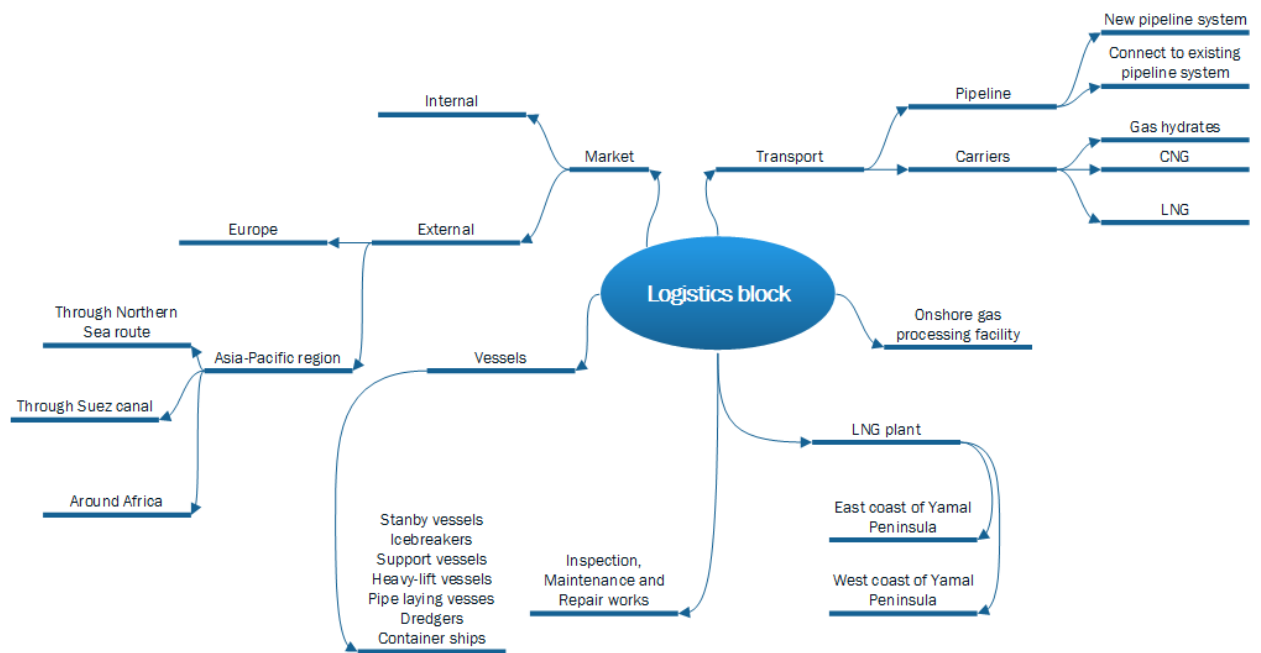 New pipeline system
Connect to existing
pipeline system
Internal
Pipeline
Gas hydrates
Market
Transport
Carriers
CNG
LNG
Europe
External
Logistics block
Through Northern
Sea route
Onshore gas
processing facility
Asia-Pacific region
Vessels
Through Suez canal
LNG plant
Around Africa
East coast of Yamal
Peninsula
Stanby vessels
Icebreakers
Support vessels
Heavy-lift vessels
Pipe laying vesses
Dredgers
Container ships
Inspection,
Maintenance and
Repair works
West coast of Yamal
Peninsula